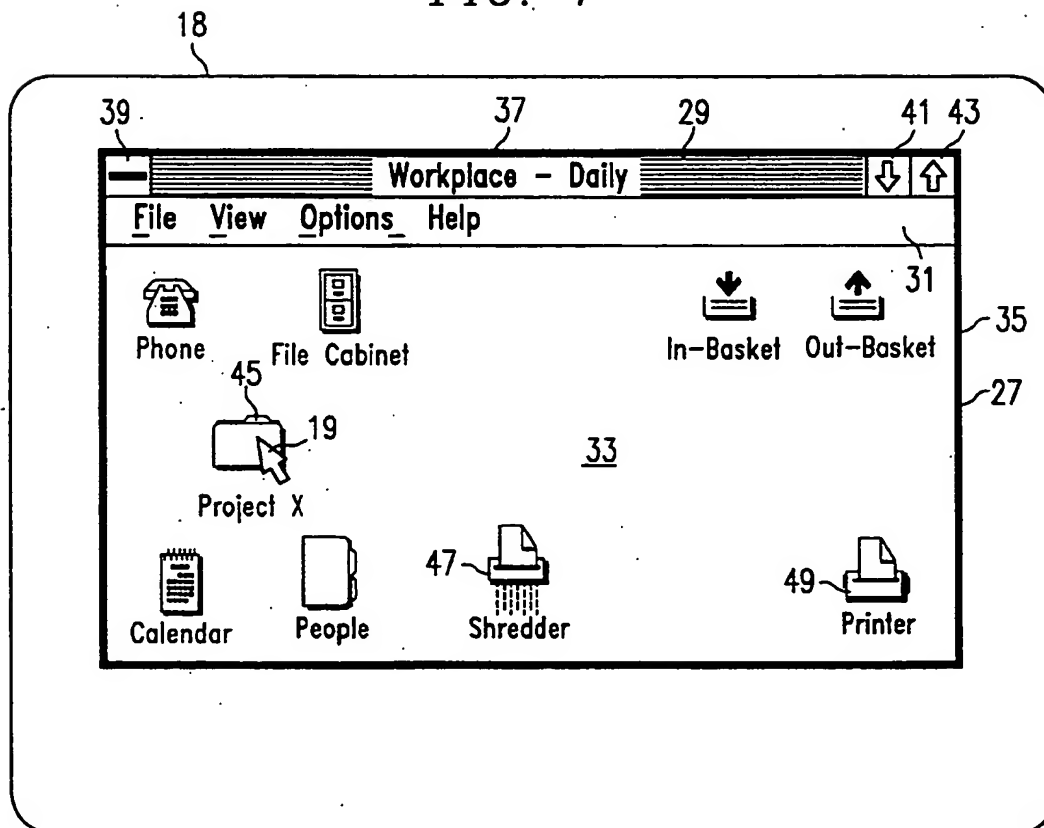 18
39 37 29 41 43
Workplace – Daily
File View Options_ Help
31
Phone File Cabinet In-Basket Out-Basket
35
27
45
19
33
Project X
47
49
Calendar People Shredder Printer